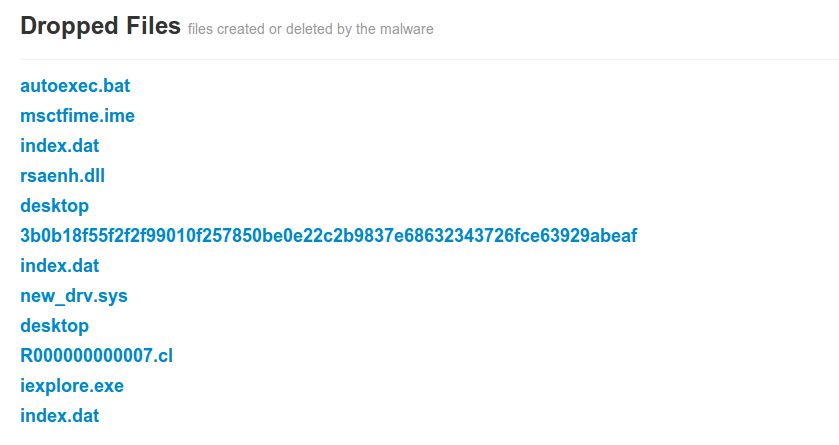 Dropped Files files created or deleted by the malware
autoexec.bat
msctfime.ime
index.dat
rsaenh.dll
desktop
3b0b18f55f2f2f99010f257850be0e22c2b9837e68632343726fce63929abeaf
index.dat
new_drv.sys
desktop
R000000000007.cl
iexplore.exe
index.dat